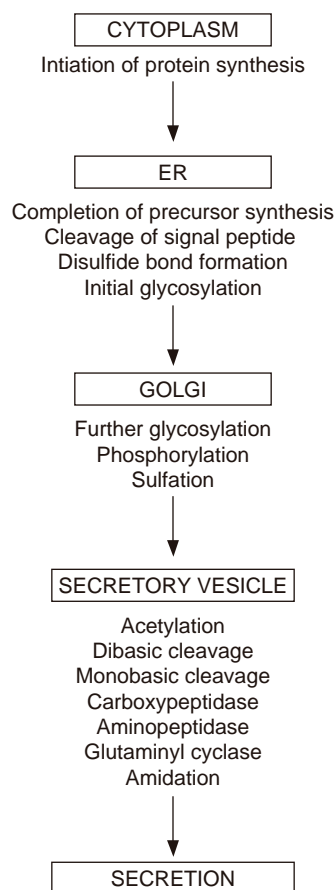 CYTOPLASM
Intiation of protein synthesis
ER
Completion of precursor synthesis
Cleavage of signal peptide
Disulfide bond formation
Initial glycosylation
GOLGI
Further glycosylation
Phosphorylation
Sulfation
SECRETORY VESICLE
Acetylation
Dibasic cleavage
Monobasic cleavage
Carboxypeptidase
Aminopeptidase
Glutaminyl cyclase
Amidation
SECRETION